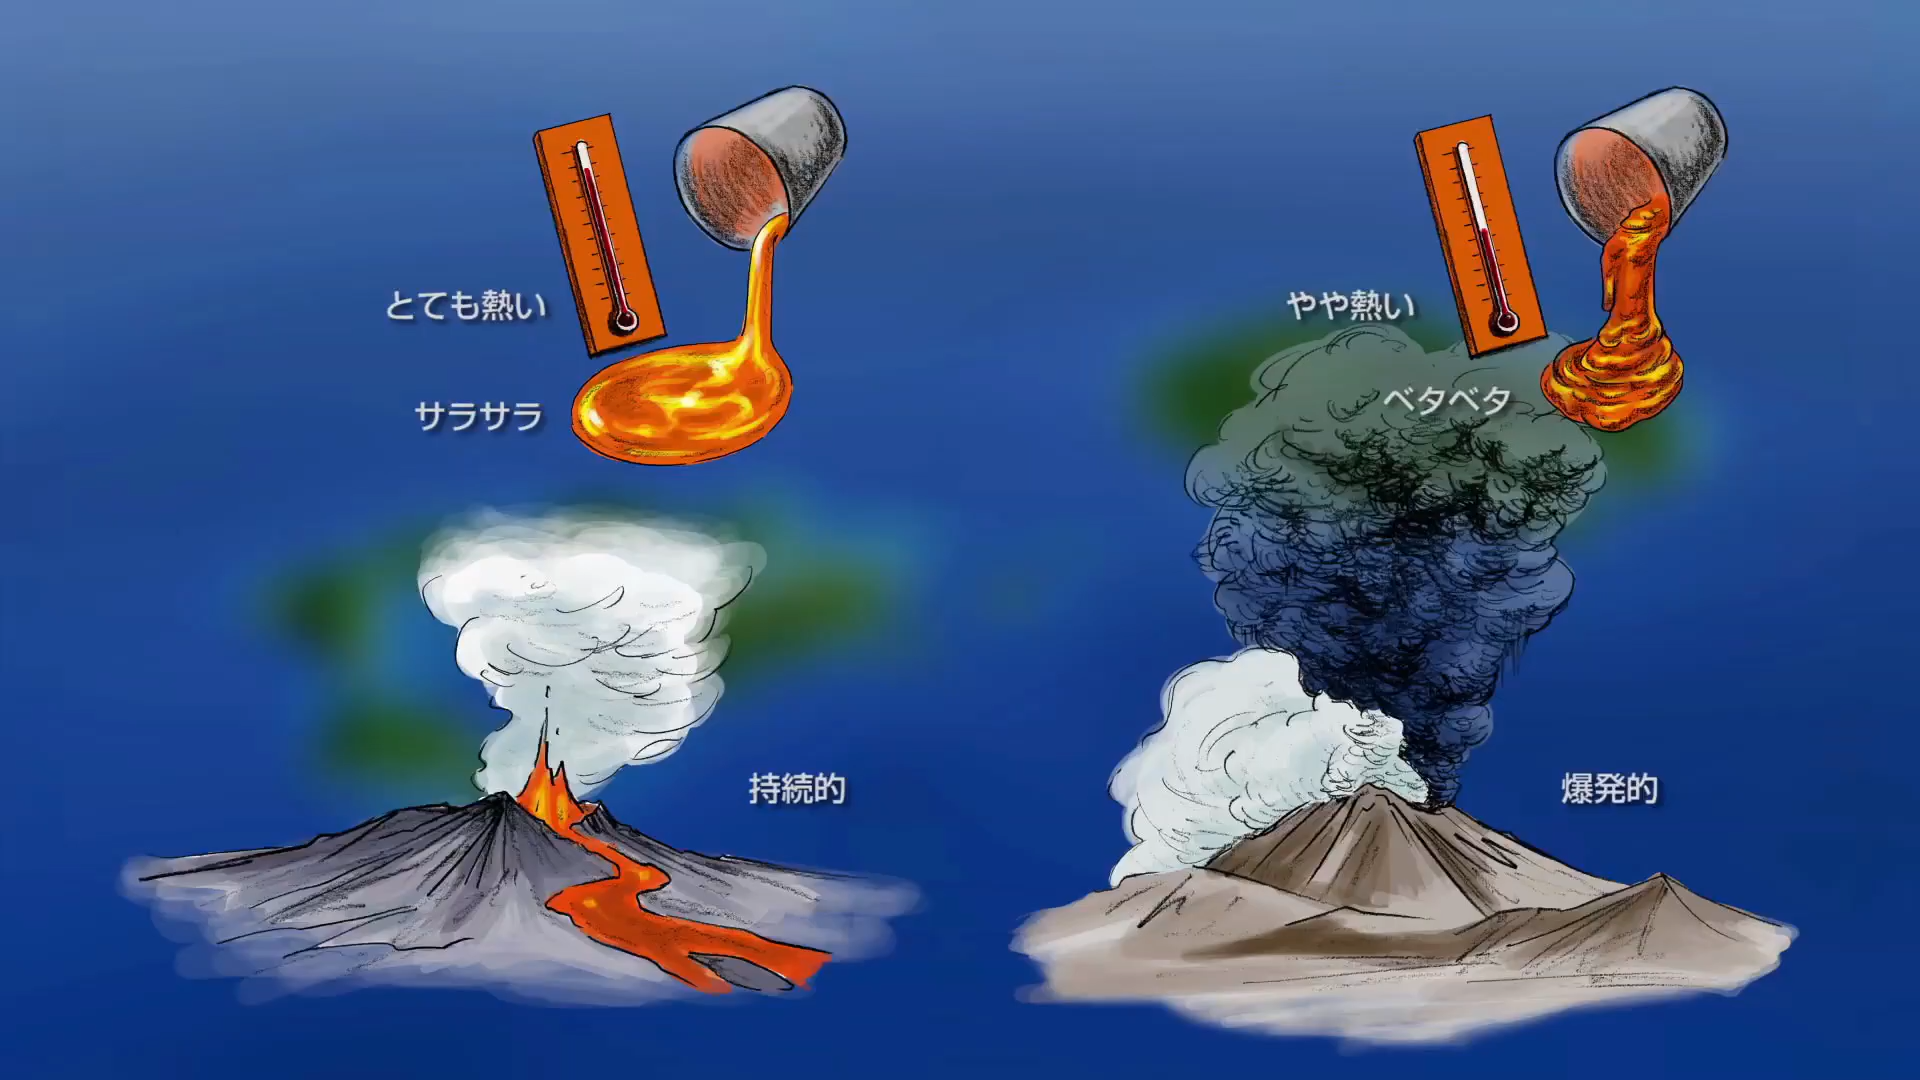 とても熱い
サラサラ
持続的
やや熱い
ベタベタ
爆発的